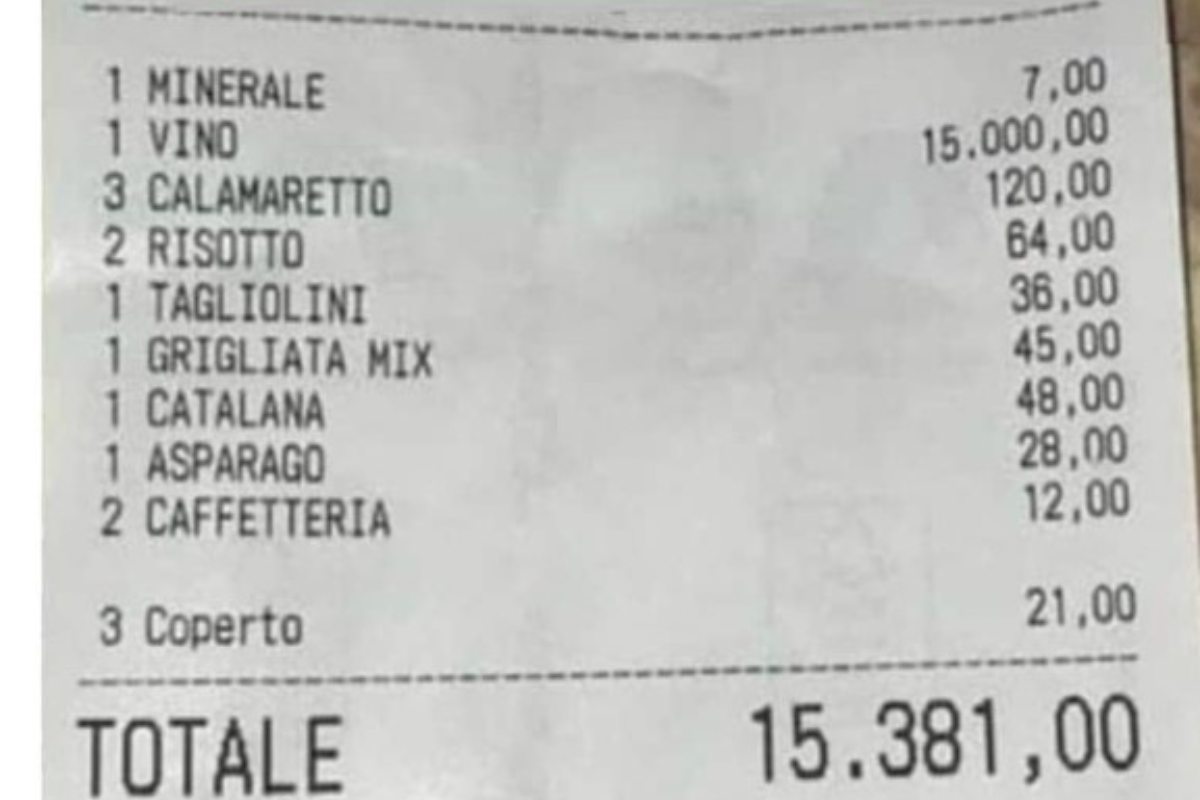 1 MINERALE 7,00
1 VINO 15.000,00
3 CALAMARETTO 120,00
2 RISOTTO 64,00
1 TAGLIOLINI 36,00
1 GRIGLIATA MIX 45,00
1 CATALANA 48,00
1 ASPARAGO 28,00
2 CAFFETTERIA 12,00
3 Coperto 21,00
TOTALE 15.381,00